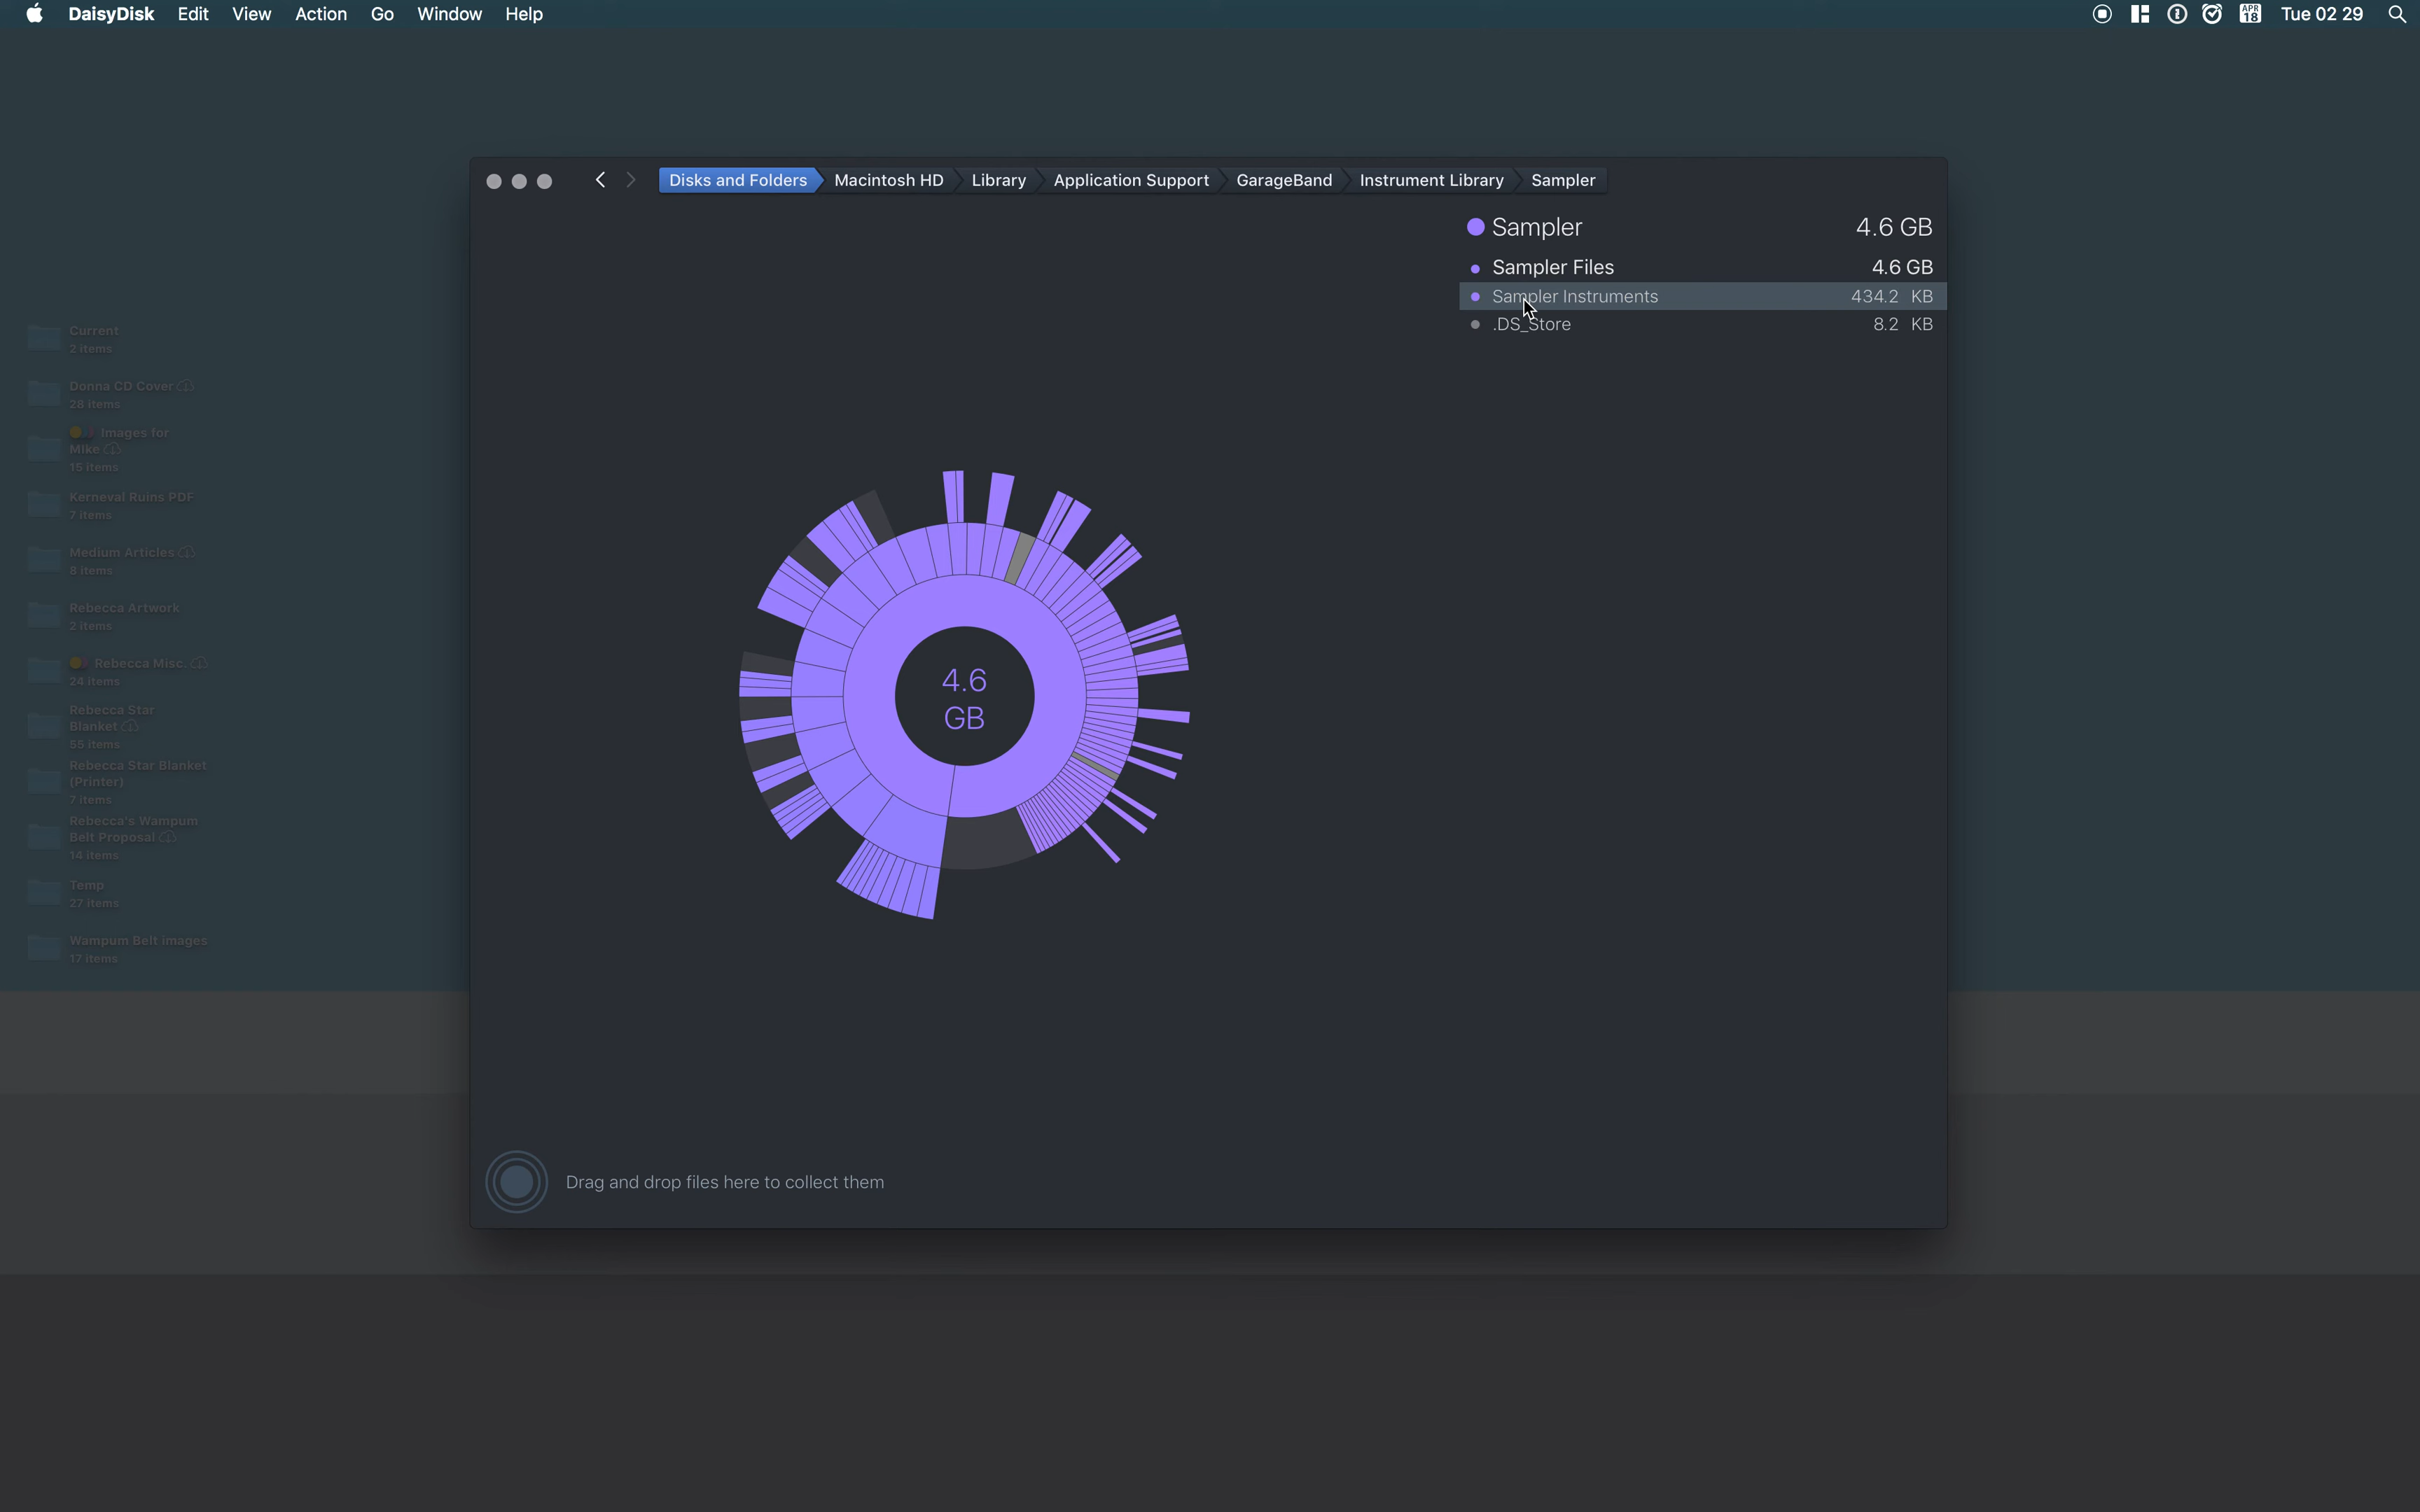 DaisyDisk Edit View Action Go Window Help
APR 18 Tue 02 29
Disks and Folders Macintosh HD Library Application Support GarageBand Instrument Library Sampler
Sampler 4.6 GB
Sampler Files 4.6 GB
Sampler Instruments 434.2 KB
.DS_Store 8.2 KB
4.6
GB
Drag and drop files here to collect them
Current
2 items
Donna CD Cover
28 items
Images for
Mike
15 items
Kerneval Ruins PDF
7 items
Medium Articles
8 items
Rebecca Artwork
2 items
Rebecca Misc.
24 items
Rebecca Star
Blanket
55 items
Rebecca Star Blanket
(Printer)
7 items
Rebecca's Wampum
Belt Proposal
14 items
Temp
27 items
Wampum Belt images
17 items